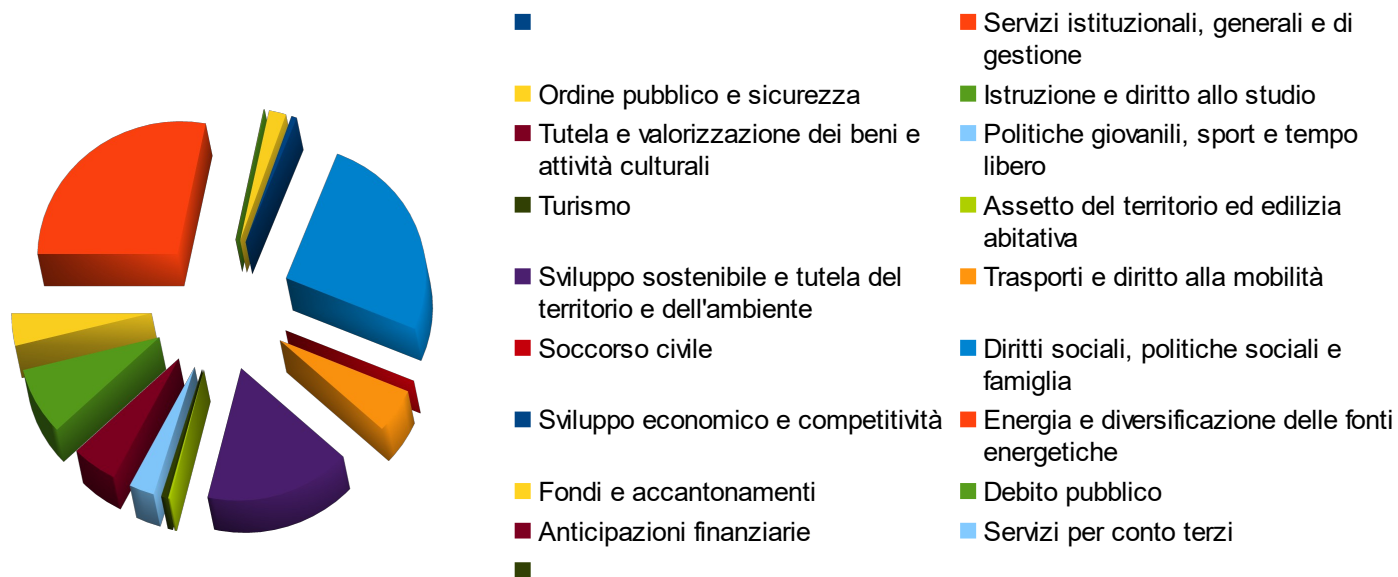 Servizi istituzionali, generali e di
gestione
Ordine pubblico e sicurezza
Istruzione e diritto allo studio
Tutela e valorizzazione dei beni e
attività culturali
Politiche giovanili, sport e tempo
libero
Turismo
Assetto del territorio ed edilizia
abitativa
Sviluppo sostenibile e tutela del
territorio e dell'ambiente
Trasporti e diritto alla mobilità
Soccorso civile
Diritti sociali, politiche sociali e
famiglia
Sviluppo economico e competitività
Energia e diversificazione delle fonti
energetiche
Fondi e accantonamenti
Debito pubblico
Anticipazioni finanziarie
Servizi per conto terzi